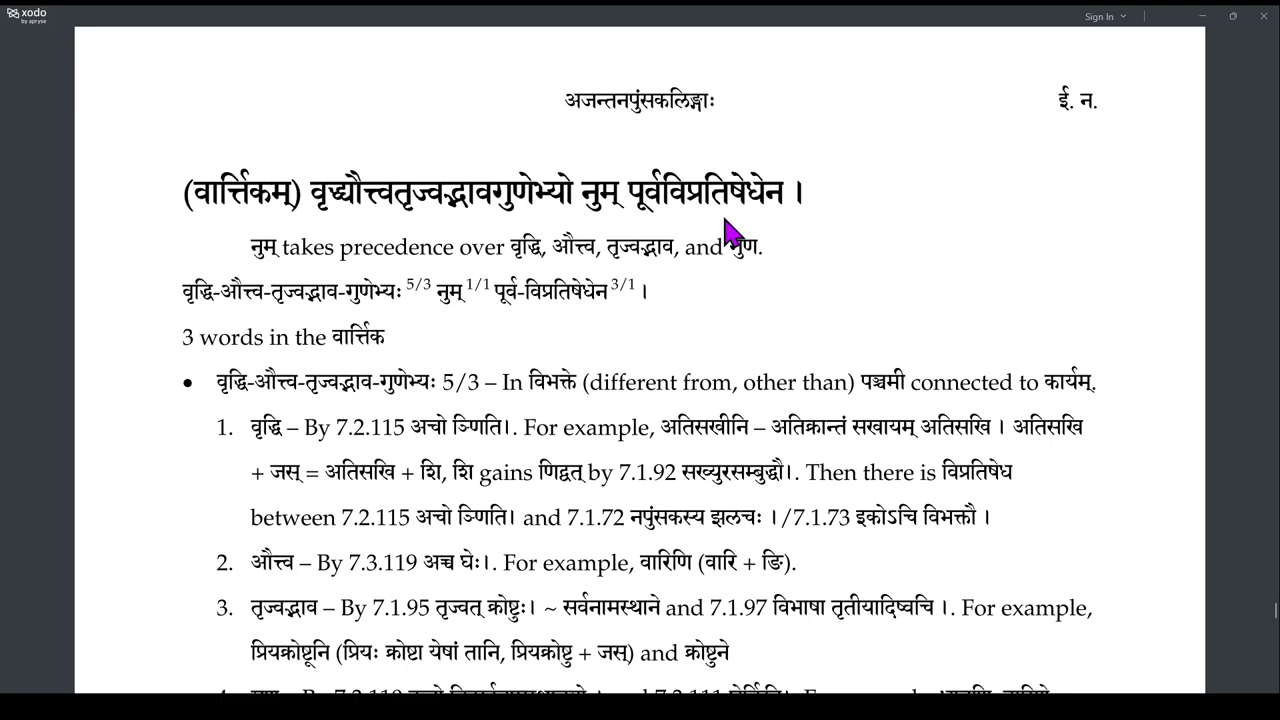 xodo
by apryse
Sign In
अजन्तनपुंसकलिङ्गाः ई. न.
(वार्त्तिकम्) वृद्ध्यौत्त्वतृज्वद्भावगुणेभ्यो नुम् पूर्वविप्रतिषेधेन ।
नुम् takes precedence over वृद्धि, औत्त्व, तृज्वद्भाव, and गुण.
वृद्धि-औत्त्व-तृज्वद्भाव-गुणेभ्यः 5/3 नुम् 1/1 पूर्व-विप्रतिषेधेन 3/1 ।
3 words in the वार्त्तिक
• वृद्धि-औत्त्व-तृज्वद्भाव-गुणेभ्यः 5/3 – In विभक्ते (different from, other than) पञ्चमी connected to कार्यम्.
1. वृद्धि – By 7.2.115 अचो ञ्णिति।. For example, अतिसखीनि – अतिक्रान्तं सखायम् अतिसखि । अतिसखि
+ जस् = अतिसखि + शि, शि gains णिद्वत् by 7.1.92 सख्युरसम्बुद्धौ।. Then there is विप्रतिषेध
between 7.2.115 अचो ञ्णिति। and 7.1.72 नपुंसकस्य झलचः ।/7.1.73 इकोऽचि विभक्तौ ।
2. औत्त्व – By 7.3.119 अच्च घेः।. For example, वारिणि (वारि + ङि).
3. तृज्वद्भाव – By 7.1.95 तृज्वत् क्रोष्टुः। ~ सर्वनामस्थाने and 7.1.97 विभाषा तृतीयादिष्वचि ।. For example,
प्रियक्रोष्टूनि (प्रियः क्रोष्टा येषां तानि, प्रियक्रोष्टु + जस्) and क्रोष्टुने